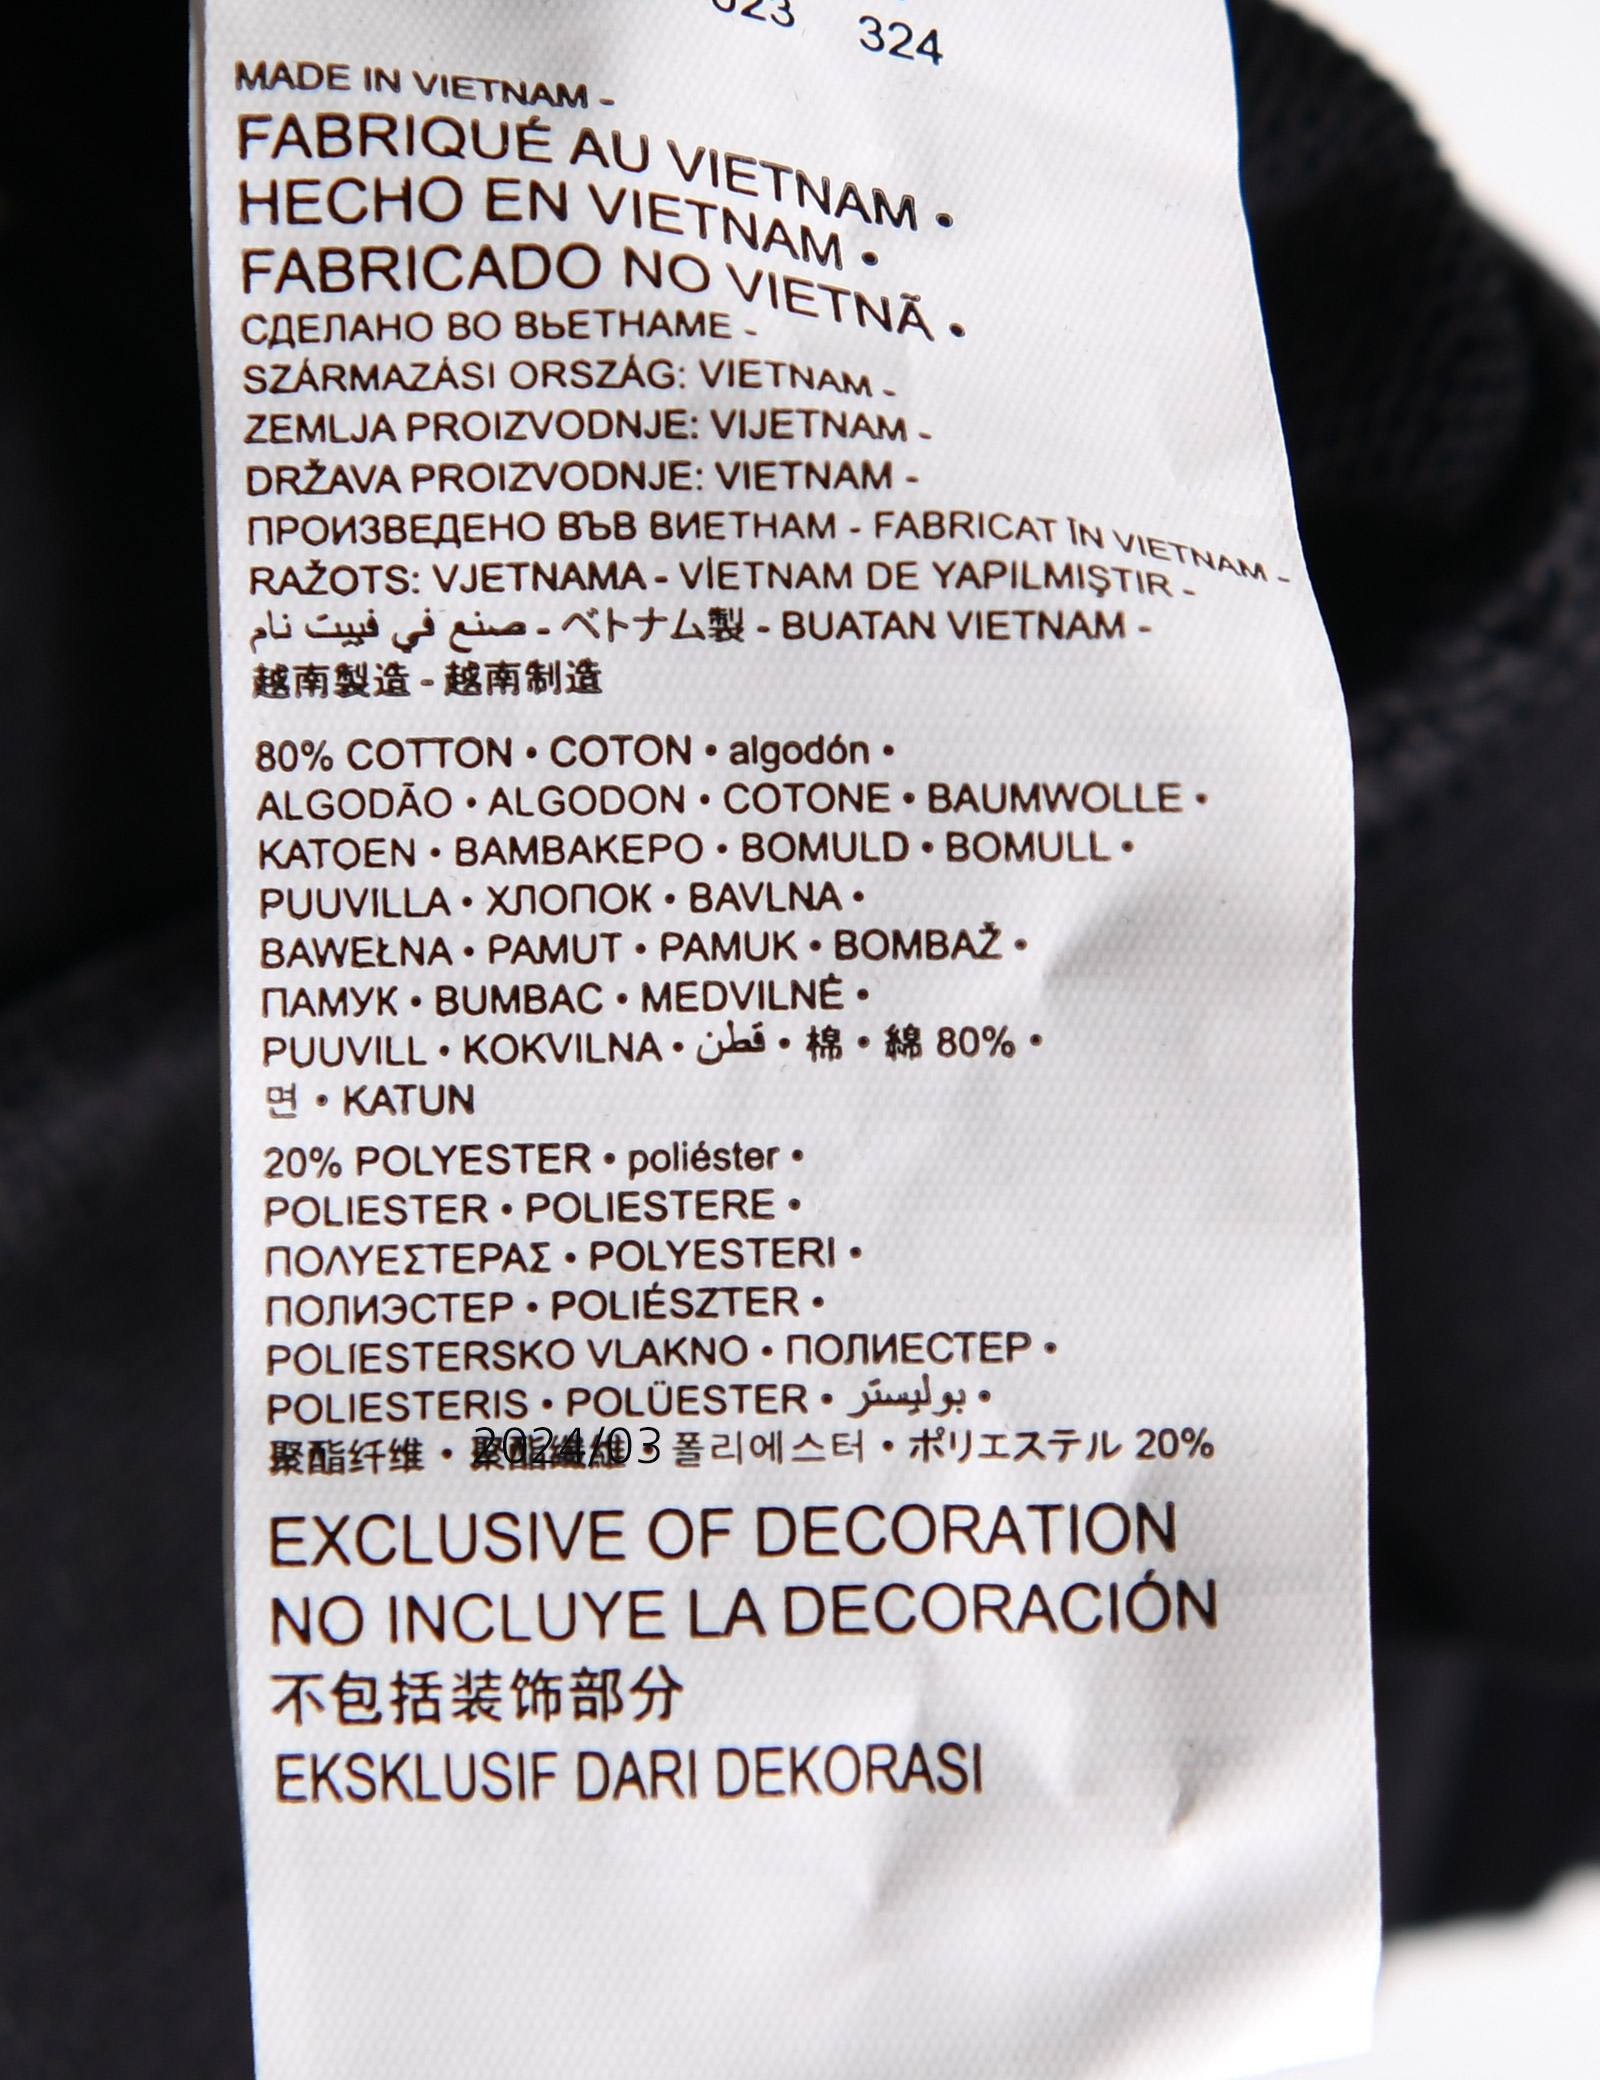 324
MADE IN VIETNAM -
FABRIQUÉ AU VIETNAM •
HECHO EN VIETNAM •
FABRICADO NO VIETNÃ •
СДЕЛАНО ВО ВЬЕТНАМЕ -
SZÁRMAZÁSI ORSZÁG: VIETNAM -
ZEMLJA PROIZVODNJE: VIJETNAM -
DRŽAVA PROIZVODNJE: VIETNAM -
ПРОИЗВЕДЕНО ВЪВ ВИЕТНАМ - FABRICAT ÎN VIETNAM -
RAŽOTS: VJETNAMA - VİETNAM DE YAPILMIŞTIR -
صنع في فييت نام - ベトナム製 - BUATAN VIETNAM -
越南製造 - 越南制造
80% COTTON • COTON • algodón •
ALGODÃO • ALGODON • COTONE • BAUMWOLLE •
KATOEN • BAMBAKEPO • BOMULD • BOMULL •
PUUVILLA • ХЛОПОК • BAVLNA •
BAWEŁNA • PAMUT • PAMUK • BOMBAŽ •
ПАМУК • BUMBAC • MEDVILNĖ •
PUUVILL • KOKVILNA • قطن • 棉 • 綿 80% •
면 • KATUN
20% POLYESTER • poliéster •
POLIESTER • POLIESTERE •
ΠΟΛΥΕΣΤΕΡΑΣ • POLYESTERI •
ПОЛИЭСТЕР • POLIÉSZTER •
POLIESTERSKO VLAKNO • ПОЛИЕСТЕР •
POLIESTERIS • POLÜESTER • بوليستر •
聚酯纤维 • 聚酯纖維 • 폴리에스터 • ポリエステル 20%
2024/03
EXCLUSIVE OF DECORATION
NO INCLUYE LA DECORACIÓN
不包括装饰部分
EKSKLUSIF DARI DEKORASI